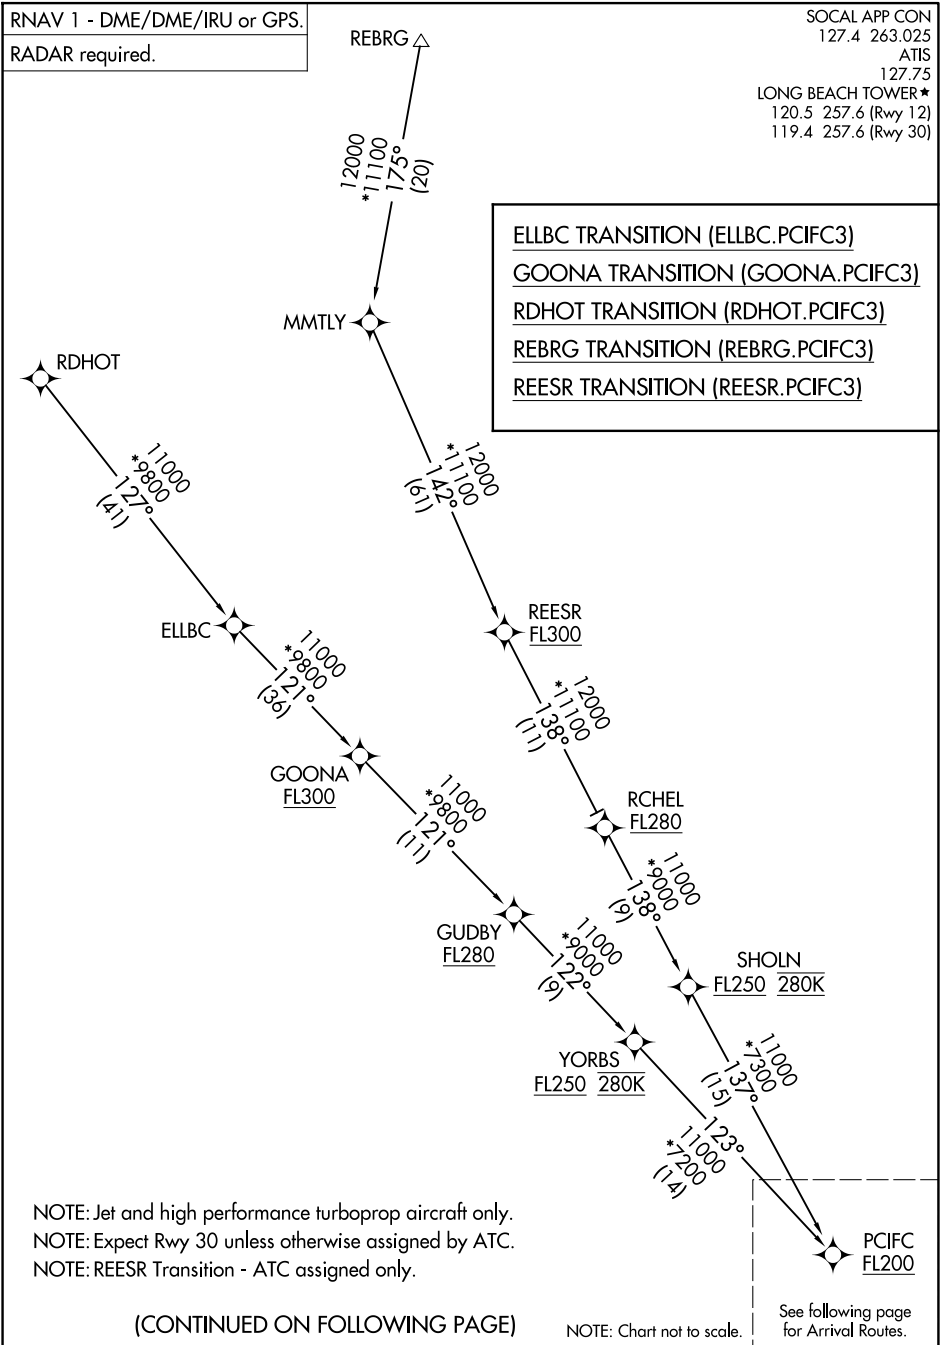 RNAV 1 - DME/DME/IRU or GPS.
RADAR required.
SOCAL APP CON
127.4 263.025
ATIS
127.75
LONG BEACH TOWER★
120.5 257.6 (Rwy 12)
119.4 257.6 (Rwy 30)
REBRG
12000
*11100
175°
(20)
ELLBC TRANSITION (ELLBC.PCIFC3)
GOONA TRANSITION (GOONA.PCIFC3)
RDHOT TRANSITION (RDHOT.PCIFC3)
REBRG TRANSITION (REBRG.PCIFC3)
REESR TRANSITION (REESR.PCIFC3)
MMTLY
RDHOT
11000
*9800
127°
(41)
12000
*11100
142°
(61)
ELLBC
REESR
FL300
11000
*9800
121°
(36)
12000
*11100
138°
(11)
GOONA
FL300
RCHEL
FL280
11000
*9800
121°
(11)
11000
*9000
138°
(9)
GUDBY
FL280
11000
*9000
122°
(9)
SHOLN
FL250 280K
YORBS
FL250 280K
11000
*7300
137°
(15)
123°
11000
*7200
(14)
PCIFC
FL200
NOTE: Jet and high performance turboprop aircraft only.
NOTE: Expect Rwy 30 unless otherwise assigned by ATC.
NOTE: REESR Transition - ATC assigned only.
(CONTINUED ON FOLLOWING PAGE)
NOTE: Chart not to scale.
See following page
for Arrival Routes.